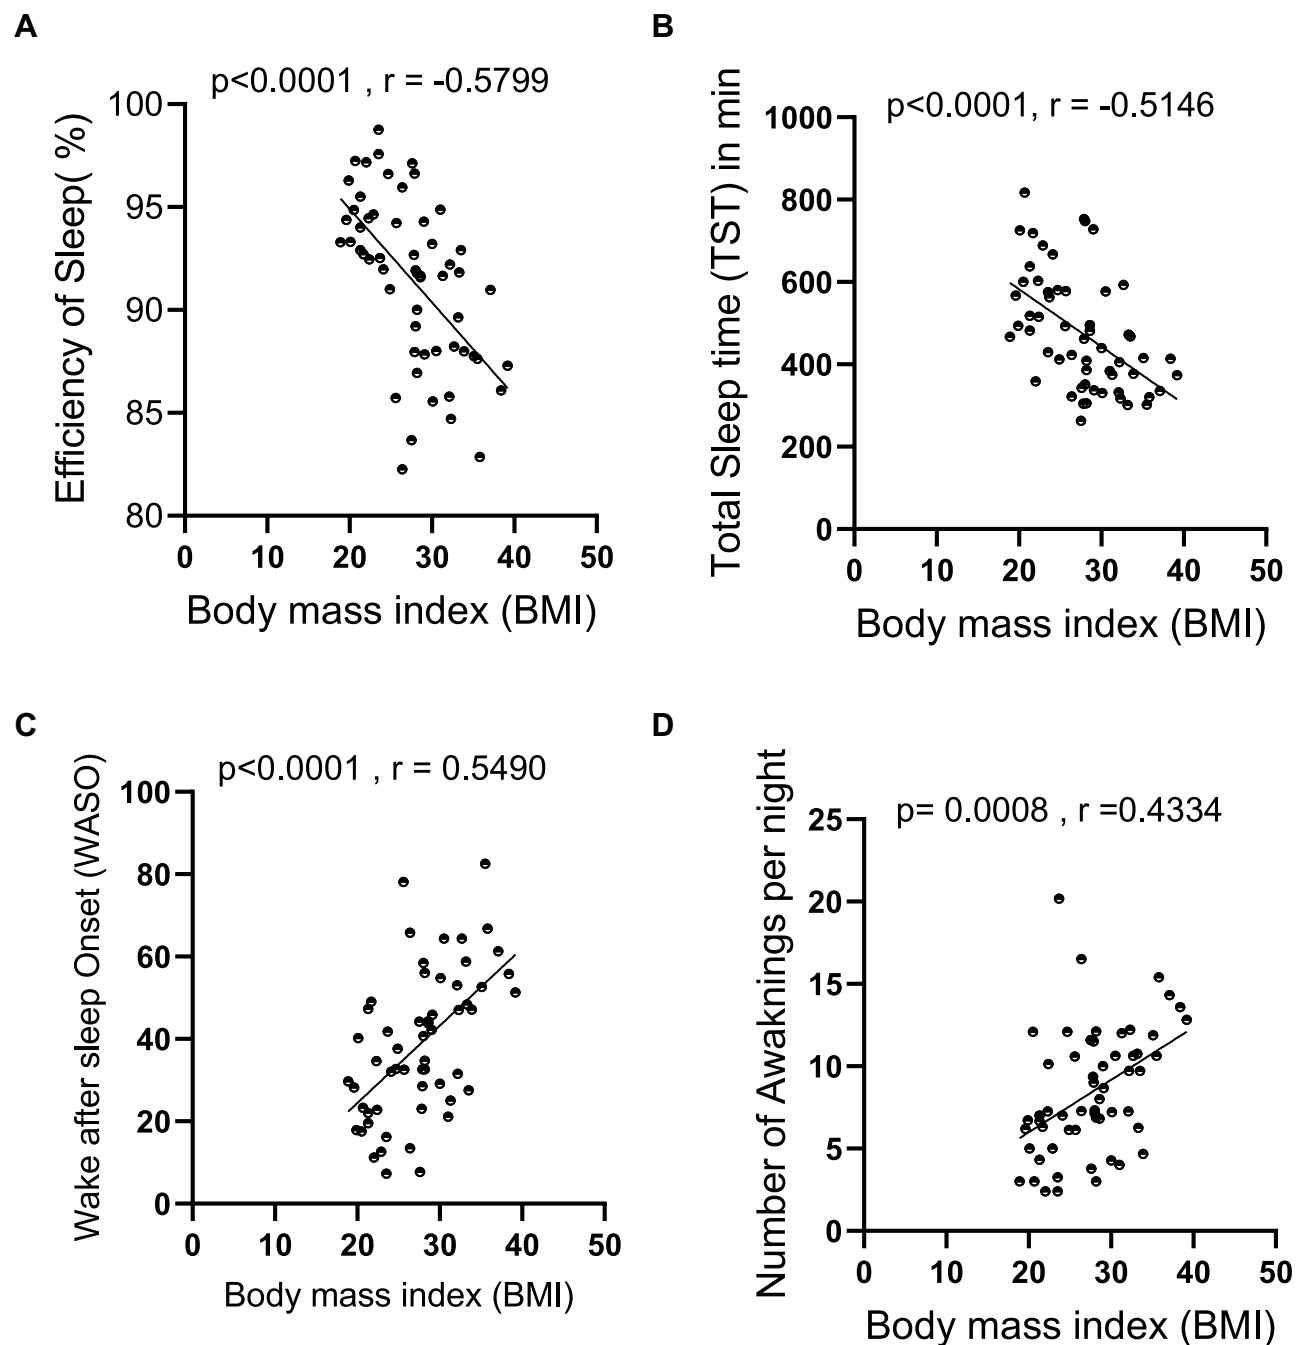 A
p<0.0001 , r = -0.5799
Efficiency of Sleep( %)
100
95
90
85
80
0 10 20 30 40 50
Body mass index (BMI)
B
p<0.0001, r = -0.5146
Total Sleep time (TST) in min
1000
800
600
400
200
0
0 10 20 30 40 50
Body mass index (BMI)
C
p<0.0001 , r = 0.5490
Wake after sleep Onset (WASO)
100
80
60
40
20
0
0 10 20 30 40 50
Body mass index (BMI)
D
p= 0.0008 , r =0.4334
Number of Awaknings per night
25
20
15
10
5
0
0 10 20 30 40 50
Body mass index (BMI)